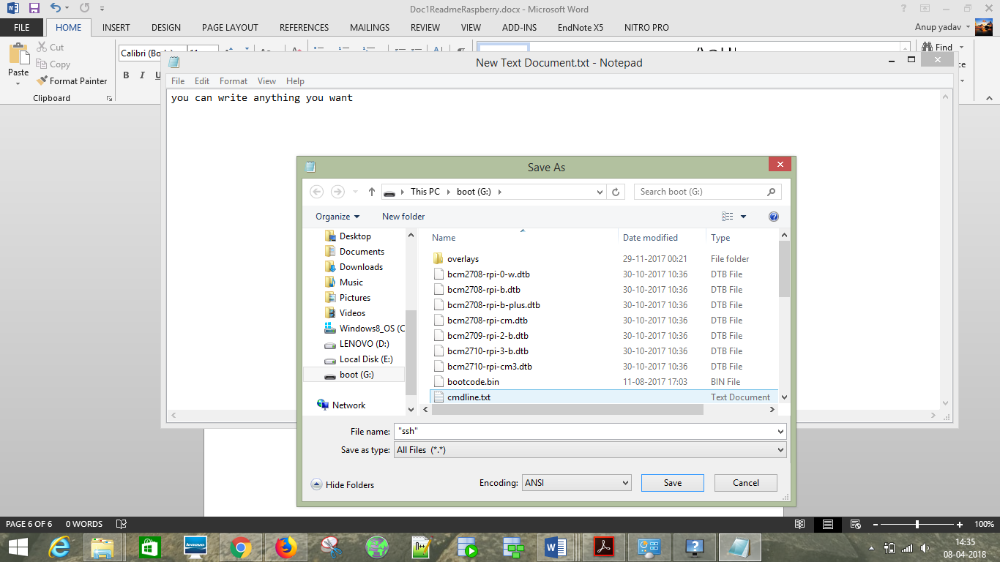 Doc1ReadmeRaspberry.docx - Microsoft Word
FILE HOME INSERT DESIGN PAGE LAYOUT REFERENCES MAILINGS REVIEW VIEW ADD-INS EndNote X5 NITRO PRO Anup yadav
Paste
Cut
Copy
Format Painter
Clipboard
Calibri (Bo
B I
Find
New Text Document.txt - Notepad
File Edit Format View Help
you can write anything you want
Save As
This PC boot (G:)
Search boot (G:)
Organize New folder
Desktop
Documents
Downloads
Music
Pictures
Videos
Windows8_OS (C
LENOVO (D:)
Local Disk (E:)
boot (G:)
Network
Name Date modified Type
overlays 29-11-2017 00:21 File folder
bcm2708-rpi-0-w.dtb 30-10-2017 10:36 DTB File
bcm2708-rpi-b.dtb 30-10-2017 10:36 DTB File
bcm2708-rpi-b-plus.dtb 30-10-2017 10:36 DTB File
bcm2708-rpi-cm.dtb 30-10-2017 10:36 DTB File
bcm2709-rpi-2-b.dtb 30-10-2017 10:36 DTB File
bcm2710-rpi-3-b.dtb 30-10-2017 10:36 DTB File
bcm2710-rpi-cm3.dtb 30-10-2017 10:36 DTB File
bootcode.bin 11-08-2017 17:03 BIN File
cmdline.txt Text Document
File name: "ssh"
Save as type: All Files (*.*)
Hide Folders
Encoding: ANSI
Save
Cancel
PAGE 6 OF 6 0 WORDS 100%
lenovo
14:35
08-04-2018